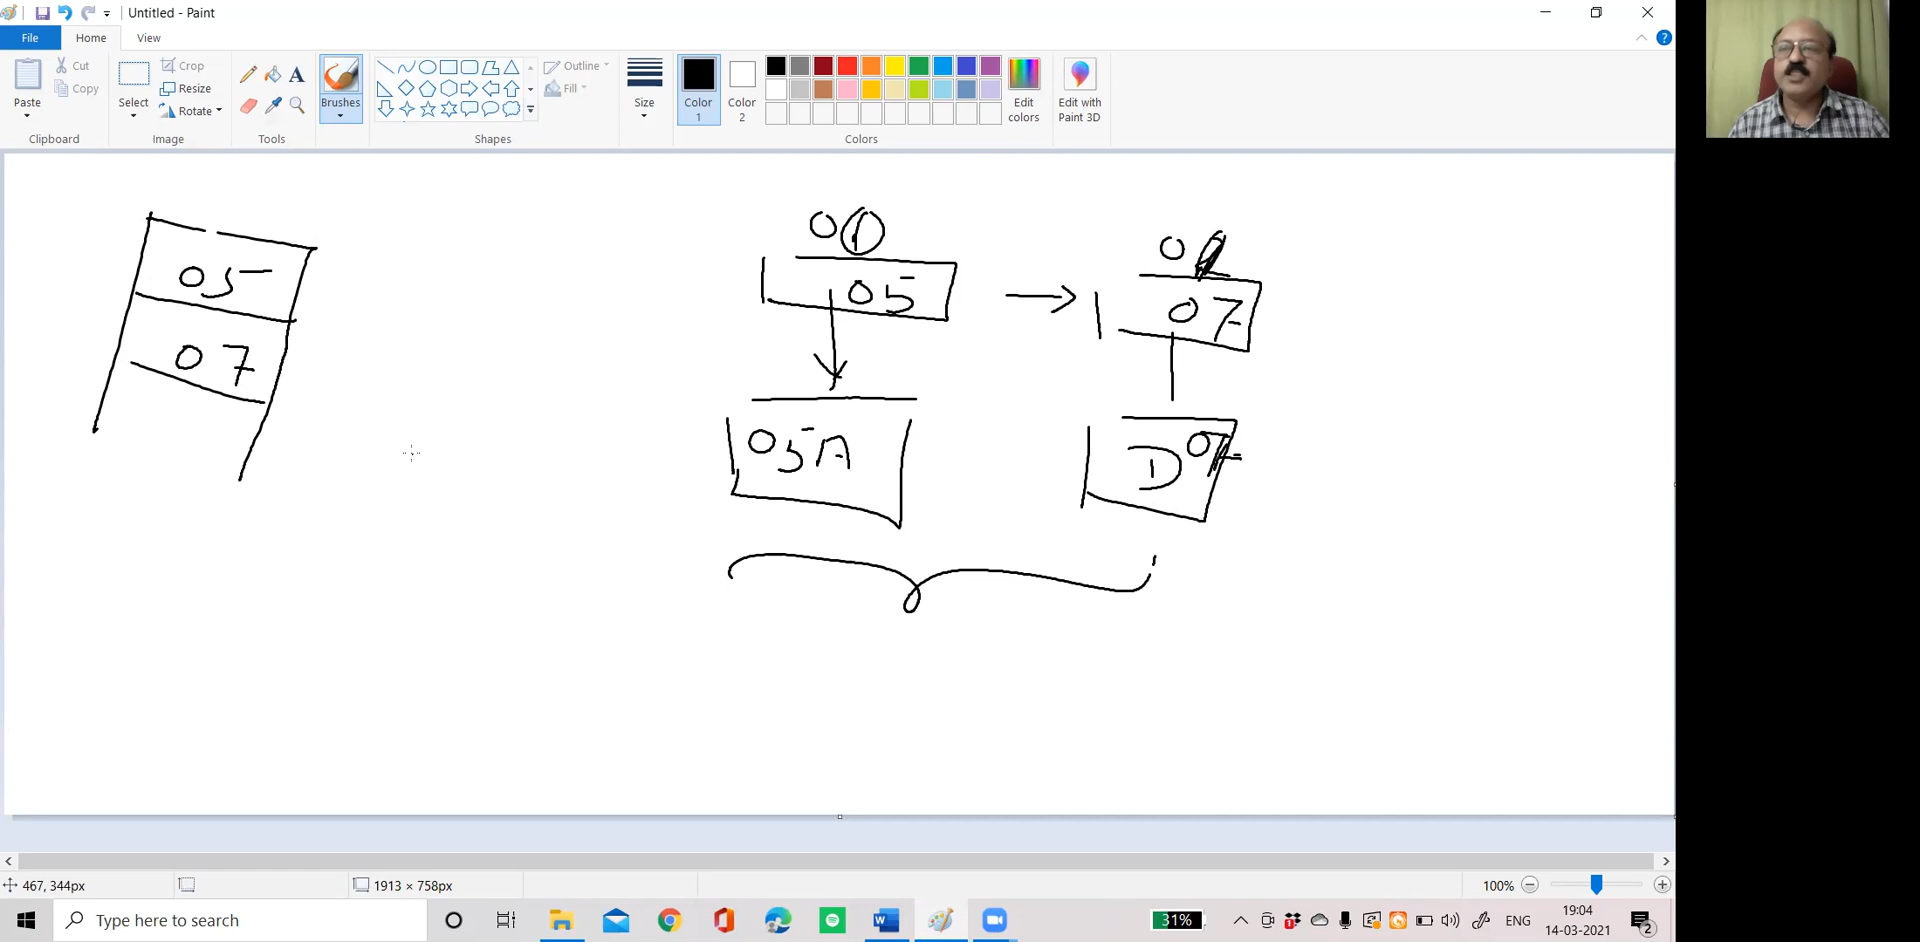 Untitled - Paint
File
Home
View
Paste
Cut
Copy
Clipboard
Select
Crop
Resize
Rotate
Image
Tools
Brushes
Outline
Fill
Shapes
Size
Color 1
Color 2
Edit colors
Edit with Paint 3D
Colors
05
07
01
05
05A
07
D07
467, 344px
1913 × 758px
100%
Type here to search
31%
ENG
19:04
14-03-2021
2